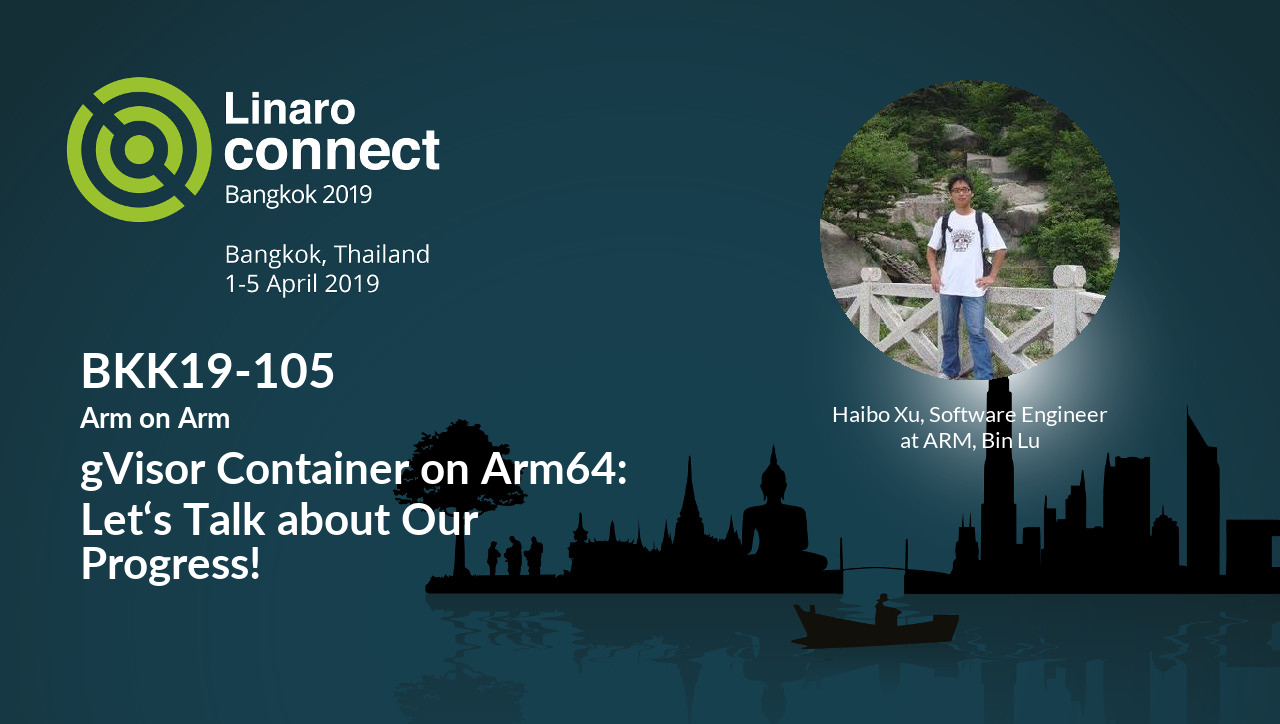 Linaro
connect
Bangkok 2019
Bangkok, Thailand
1-5 April 2019
BKK19-105
Arm on Arm
gVisor Container on Arm64:
Let‘s Talk about Our
Progress!
Haibo Xu, Software Engineer
at ARM, Bin Lu